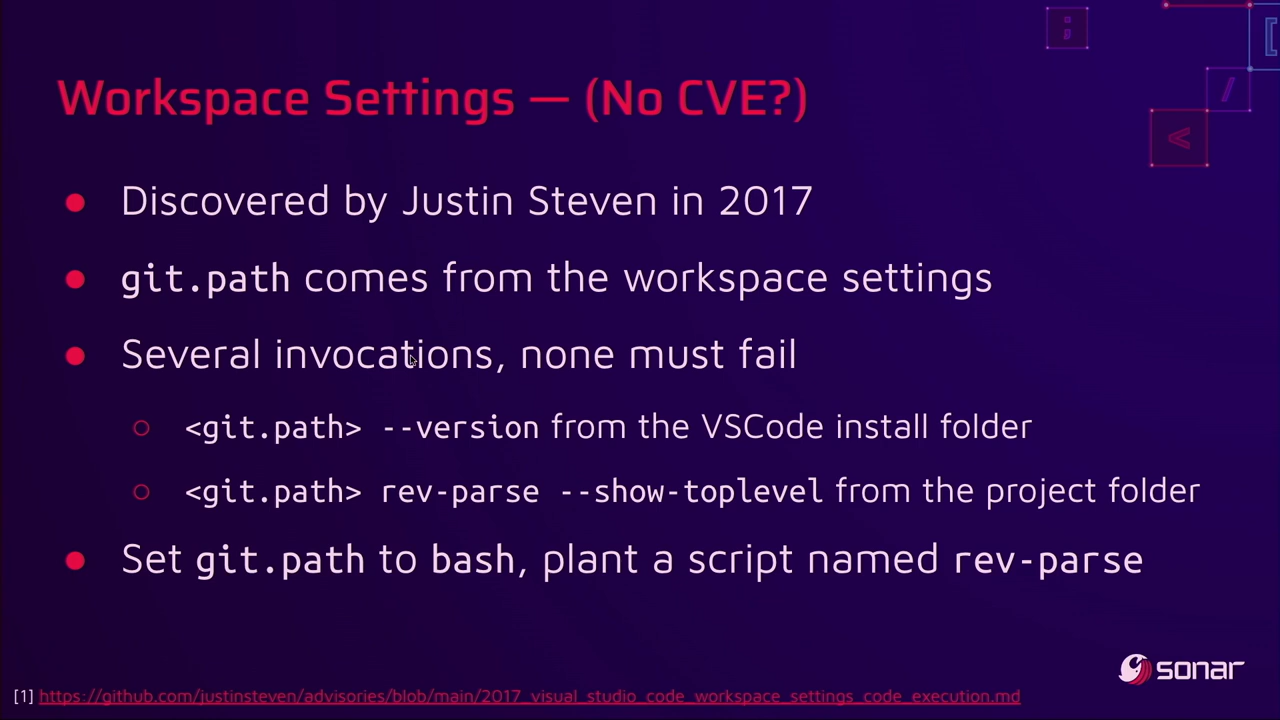 Workspace Settings — (No CVE?)
● Discovered by Justin Steven in 2017
● git.path comes from the workspace settings
● Several invocations, none must fail
○ <git.path> --version from the VSCode install folder
○ <git.path> rev-parse --show-toplevel from the project folder
● Set git.path to bash, plant a script named rev-parse
; [ / <
sonar
[1] https://github.com/justinsteven/advisories/blob/main/2017_visual_studio_code_workspace_settings_code_execution.md